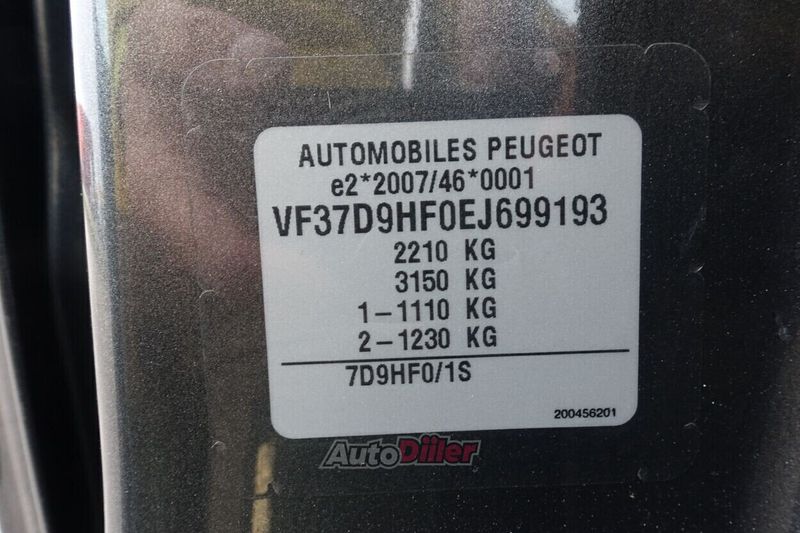 AUTOMOBILES PEUGEOT
e2*2007/46*0001
VF37D9HF0EJ699193
2210 KG
3150 KG
1-1110 KG
2-1230 KG
7D9HF0/1S
200456201
AutoDiiler